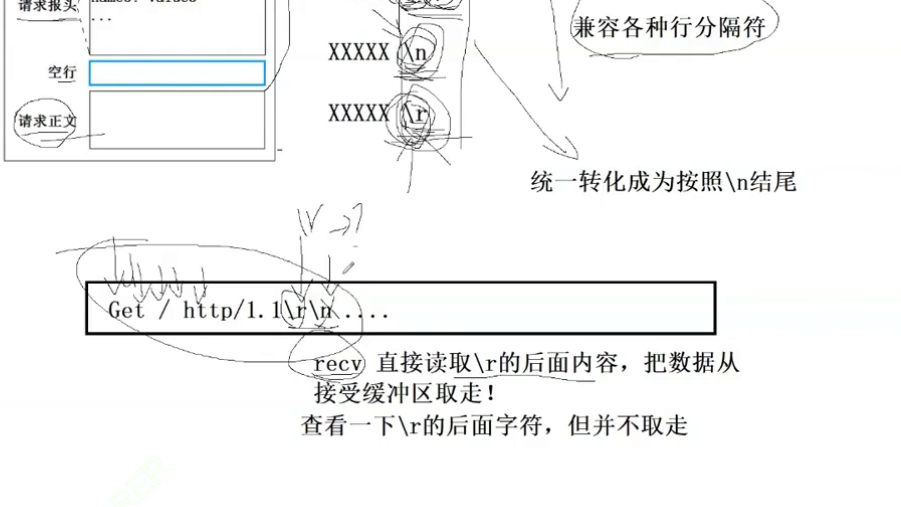 请求报头
...
兼容各种行分隔符
XXXXX \n
空行
XXXXX \r
请求正文
统一转化成为按照\n结尾
Get / http/1.1\r\n....
recv 直接读取\r的后面内容，把数据从
接受缓冲区取走！
查看一下\r的后面字符，但并不取走